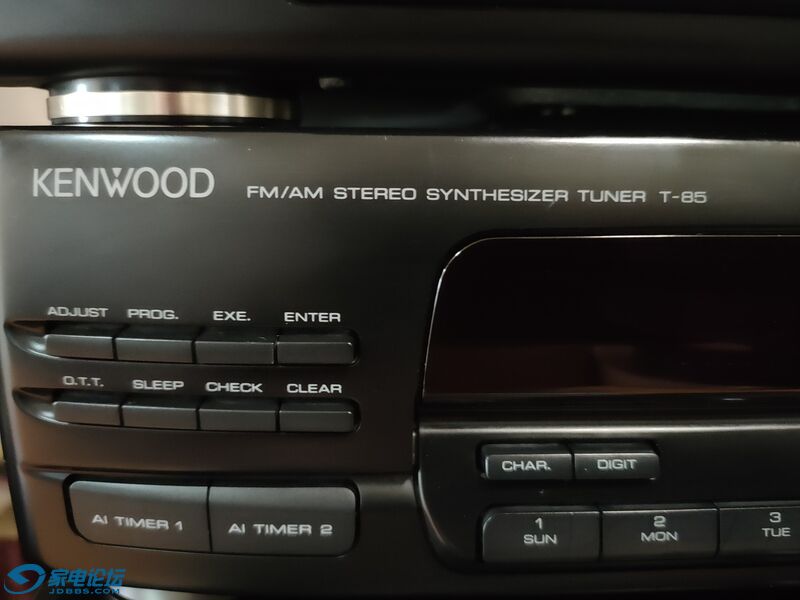 KENWOOD FM/AM STEREO SYNTHESIZER TUNER T-85
ADJUST PROG. EXE. ENTER
O.T.T. SLEEP CHECK CLEAR
CHAR. DIGIT
AI TIMER 1 AI TIMER 2
1 2 3
SUN MON TUE
家电论坛
JDBBS.COM